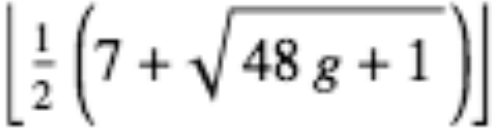 ⌊1/2 (7 + √(48 g + 1))⌋